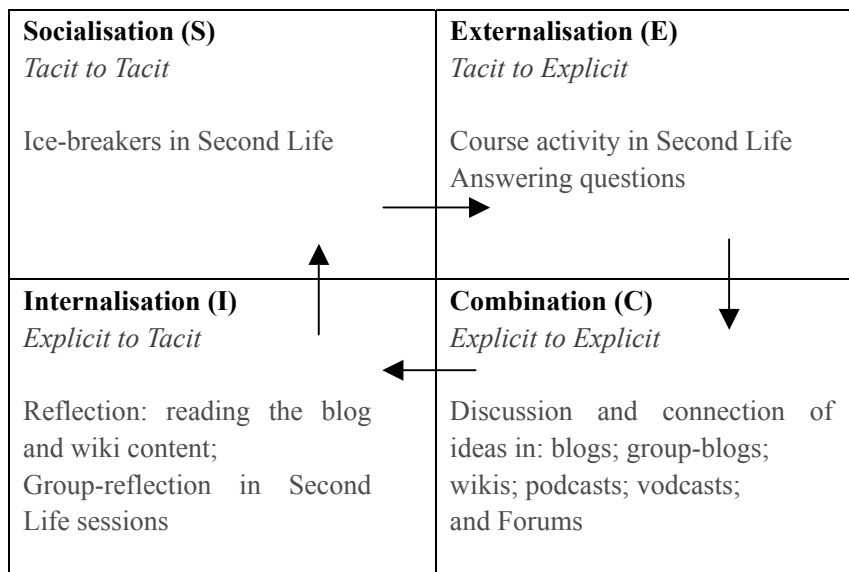 Socialisation (S)
Tacit to Tacit
Ice-breakers in Second Life
Externalisation (E)
Tacit to Explicit
Course activity in Second Life
Answering questions
Internalisation (I)
Explicit to Tacit
Reflection: reading the blog
and wiki content;
Group-reflection in Second
Life sessions
Combination (C)
Explicit to Explicit
Discussion and connection of
ideas in: blogs; group-blogs;
wikis; podcasts; vodcasts;
and Forums